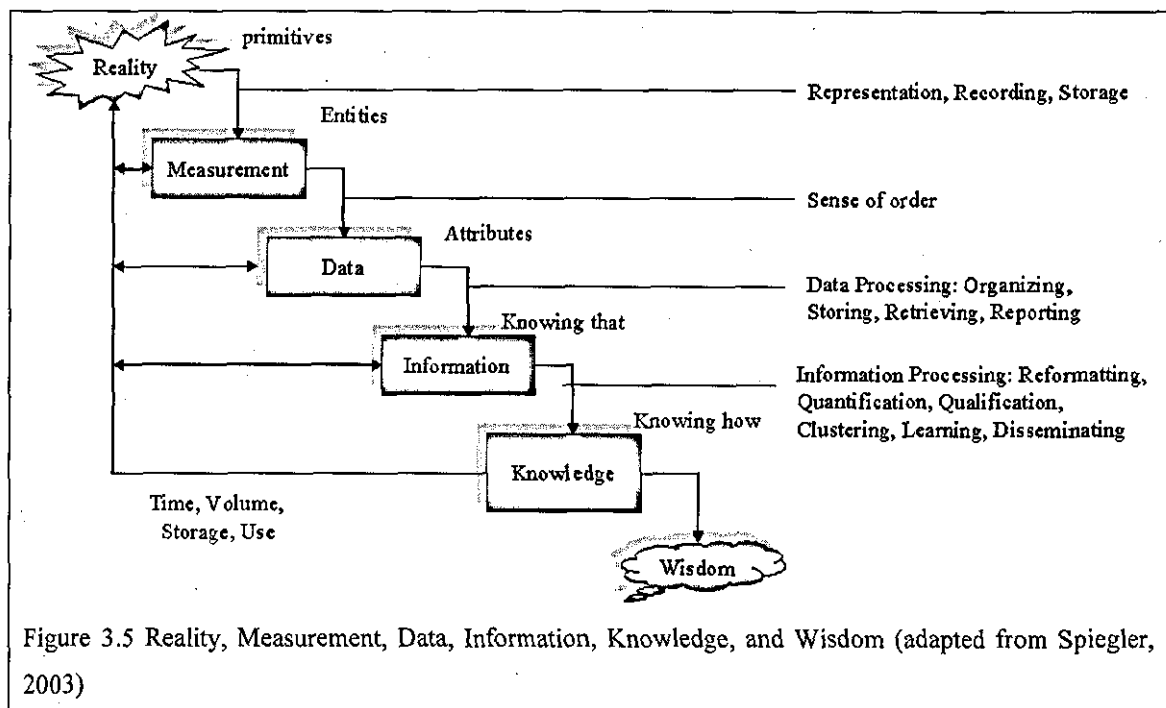 primitives
Reality
Representation, Recording, Storage
Entities
Measurement
Sense of order
Attributes
Data
Data Processing: Organizing,
Storing, Retrieving, Reporting
Knowing that
Information
Information Processing: Reformatting,
Quantification, Qualification,
Clustering, Learning, Disseminating
Knowing how
Knowledge
Time, Volume,
Storage, Use
Wisdom
Figure 3.5 Reality, Measurement, Data, Information, Knowledge, and Wisdom (adapted from Spiegler,
2003)